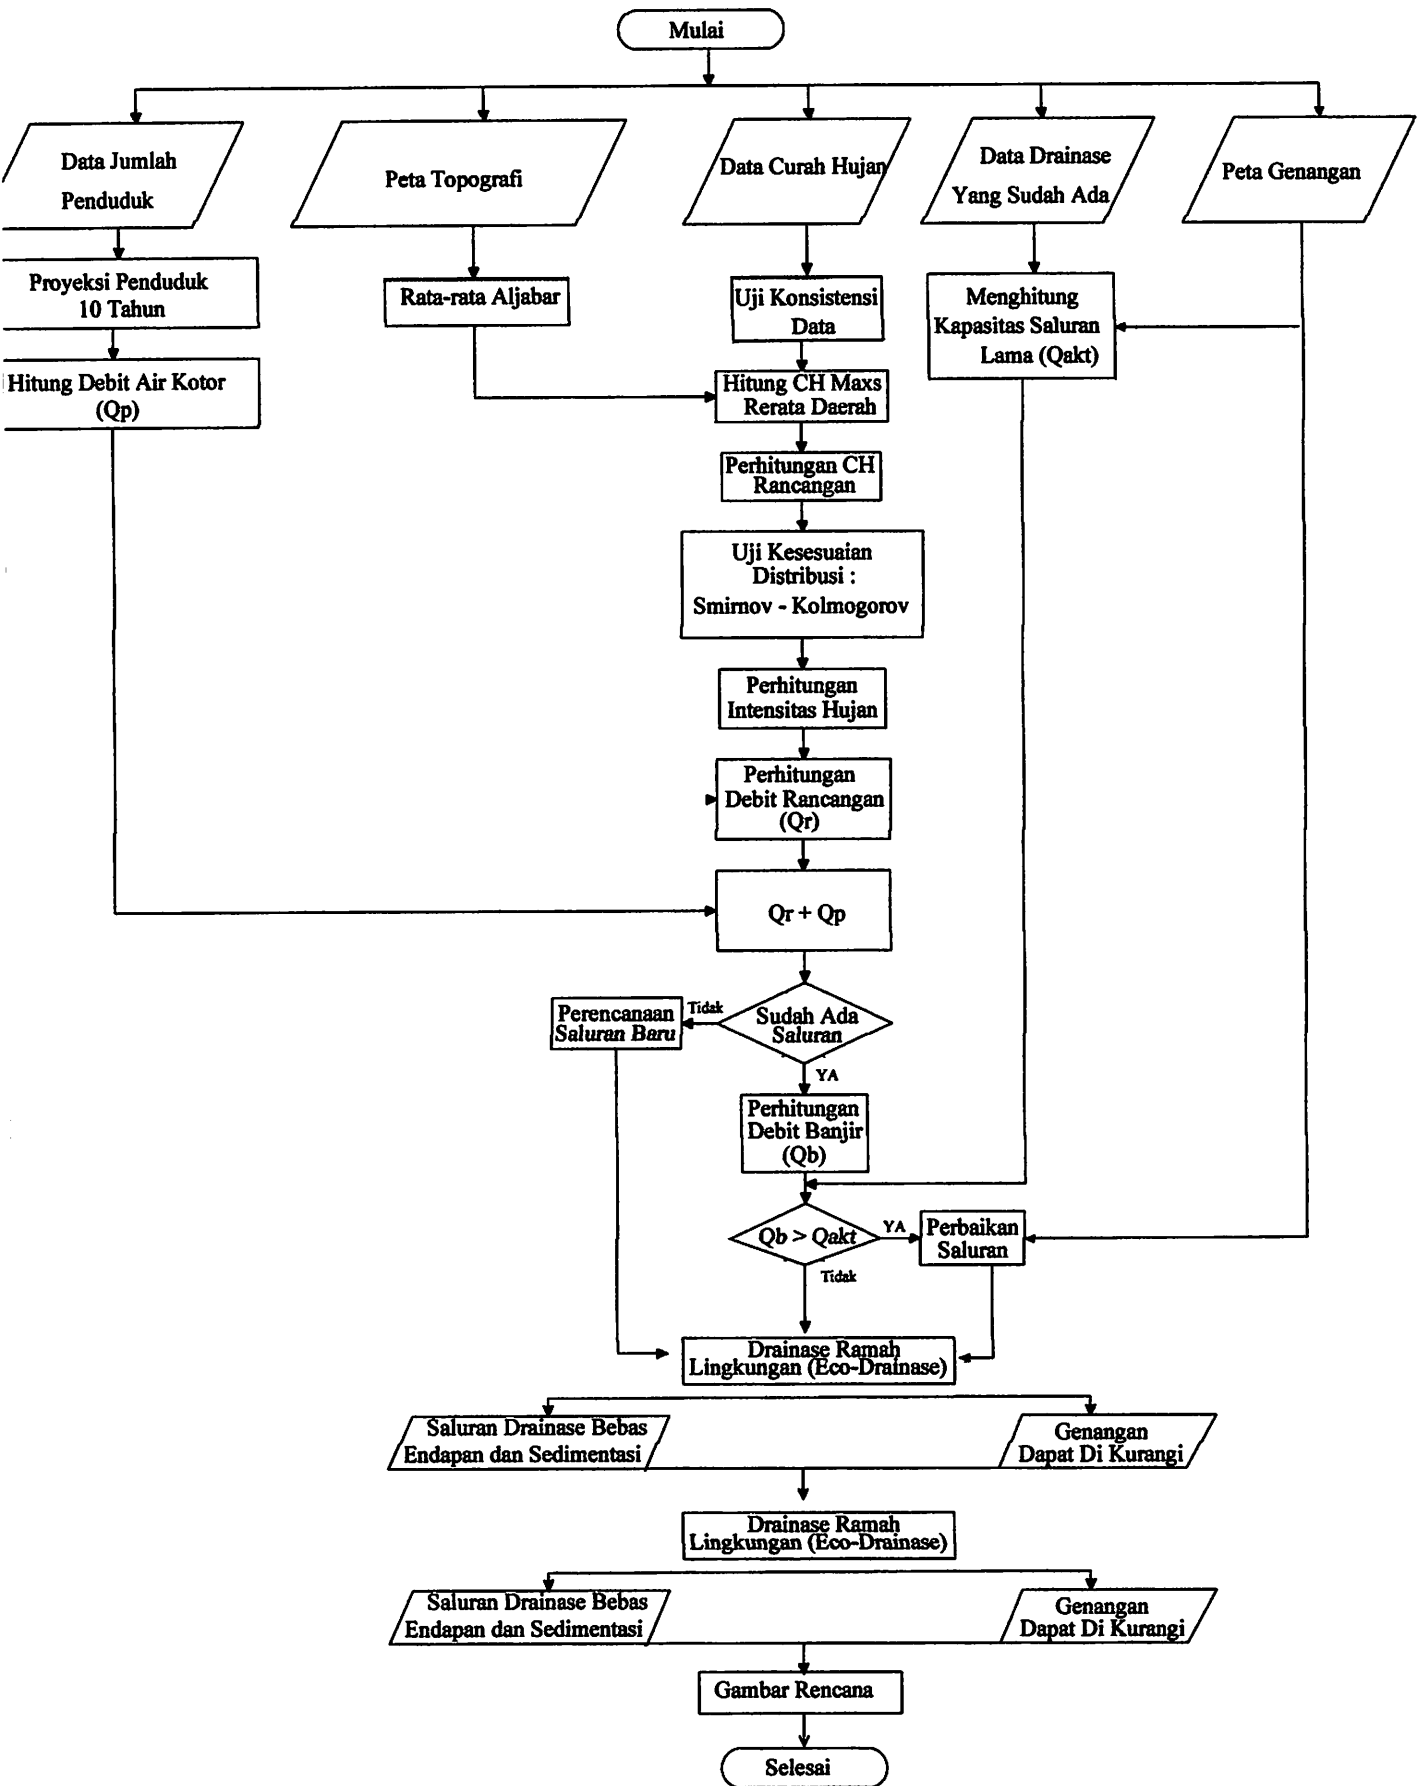 Mulai
Data Jumlah
Penduduk
Peta Topografi
Data Curah Hujan
Data Drainase
Yang Sudah Ada
Peta Genangan
Proyeksi Penduduk
10 Tahun
Rata-rata Aljabar
Uji Konsistensi
Data
Menghitung
Kapasitas Saluran
Lama (Qakt)
Hitung Debit Air Kotor
(Qp)
Hitung CH Maxs
Rerata Daerah
Perhitungan CH
Rancangan
Uji Kesesuaian
Distribusi :
Smirnov - Kolmogorov
Perhitungan
Intensitas Hujan
Perhitungan
Debit Rancangan
(Qr)
Qr + Qp
Perencanaan
Saluran Baru
Tidak
Sudah Ada
Saluran
YA
Perhitungan
Debit Banjir
(Qb)
Qb > Qakt
YA
Perbaikan
Saluran
Tidak
Drainase Ramah
Lingkungan (Eco-Drainase)
Saluran Drainase Bebas
Endapan dan Sedimentasi
Genangan
Dapat Di Kurangi
Drainase Ramah
Lingkungan (Eco-Drainase)
Saluran Drainase Bebas
Endapan dan Sedimentasi
Genangan
Dapat Di Kurangi
Gambar Rencana
Selesai